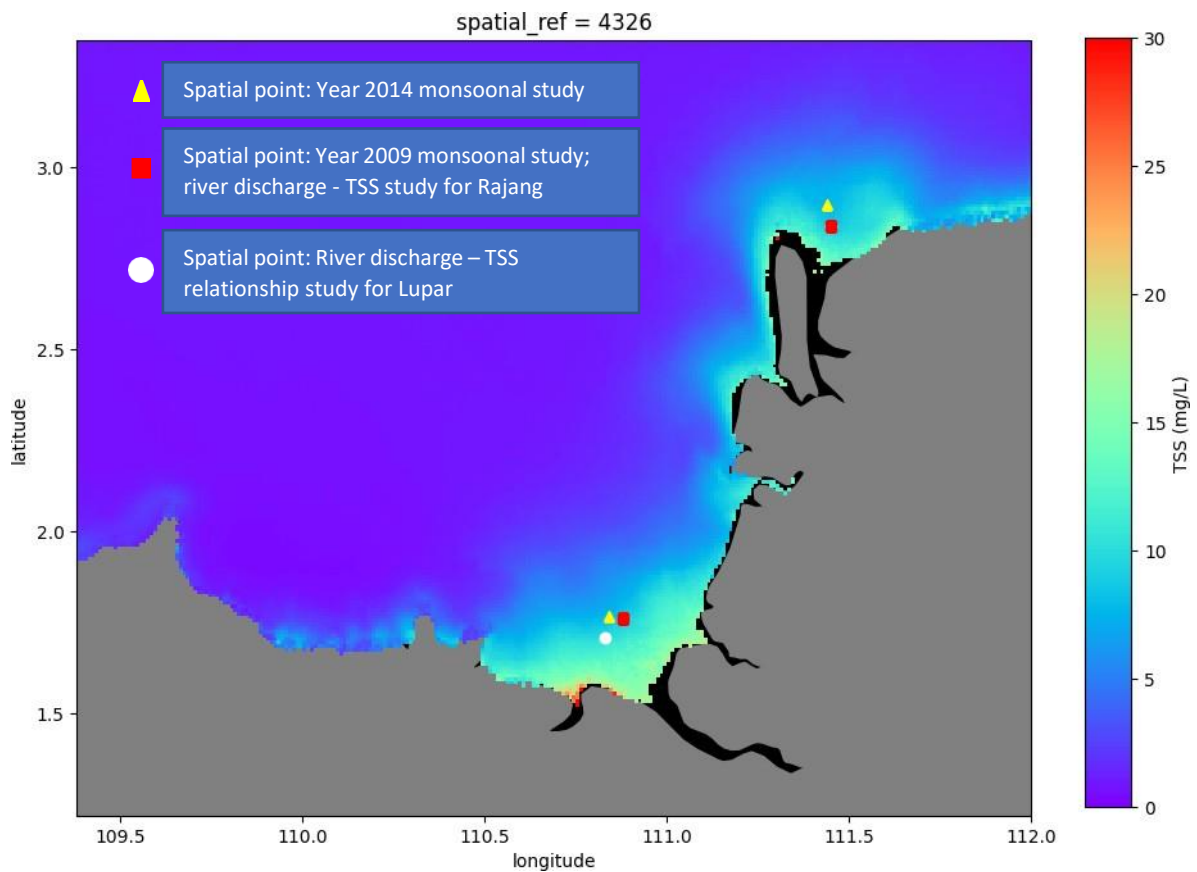 spatial_ref = 4326
Spatial point: Year 2014 monsoonal study
Spatial point: Year 2009 monsoonal study;
river discharge - TSS study for Rajang
Spatial point: River discharge – TSS
relationship study for Lupar
3.0
2.5
2.0
1.5
latitude
109.5 110.0 110.5 111.0 111.5 112.0
longitude
30
25
20
15
10
5
0
TSS (mg/L)